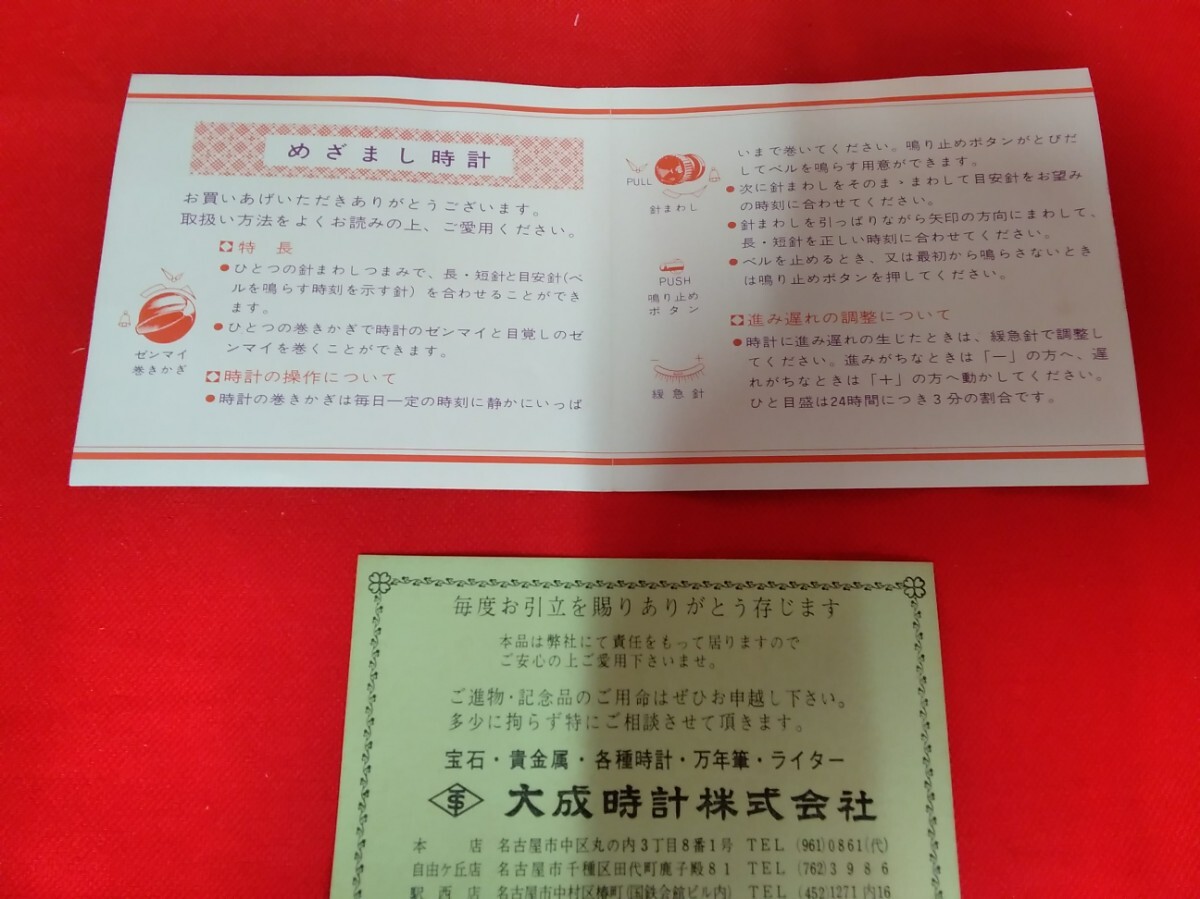 めざまし時計
お買いあげいただきありがとうございます。
取扱い方法をよくお読みの上、ご愛用ください。
特長
●ひとつの針まわしつまみで、長・短針と目安針(ベ
ルを鳴らす時刻を示す針)を合わせることができ
ます。
●ひとつの巻きかぎで時計のゼンマイと目覚しのゼ
ンマイを巻くことができます。
ゼンマイ
巻きかぎ
時計の操作について
●時計の巻きかぎは毎日一定の時刻に静かにいっぱ
いまで巻いてください。鳴り止めボタンがとびだ
してベルを鳴らす用意ができます。
●次に針まわしをそのまゝまわして目安針をお望み
の時刻に合わせてください。
●針まわしを引っぱりながら矢印の方向にまわして、
長・短針を正しい時刻に合わせてください。
●ベルを止めるとき、又は最初から鳴らさないとき
は鳴り止めボタンを押してください。
PULL
針まわし
PUSH
鳴り止め
ボタン
進み遅れの調整について
●時計に進み遅れの生じたときは、緩急針で調整し
てください。進みがちなときは「－」の方へ、遅
れがちなときは「＋」の方へ動かしてください。
ひと目盛は24時間につき3分の割合です。
－ ＋
緩急針
毎度お引立を賜りありがとう存じます
本品は弊社にて責任をもって居りますので
ご安心の上ご愛用下さいませ。
ご進物・記念品のご用命はぜひお申越し下さい。
多少に拘らず特にご相談させて頂きます。
宝石・貴金属・各種時計・万年筆・ライター
大成時計株式会社
本店 名古屋市中区丸の内3丁目8番1号 TEL (961)0861(代)
自由ケ丘店 名古屋市千種区田代町鹿子殿81 TEL (762)3986
駅西店 名古屋市中村区椿町(国鉄会館ビル内) TEL (452)1271内16